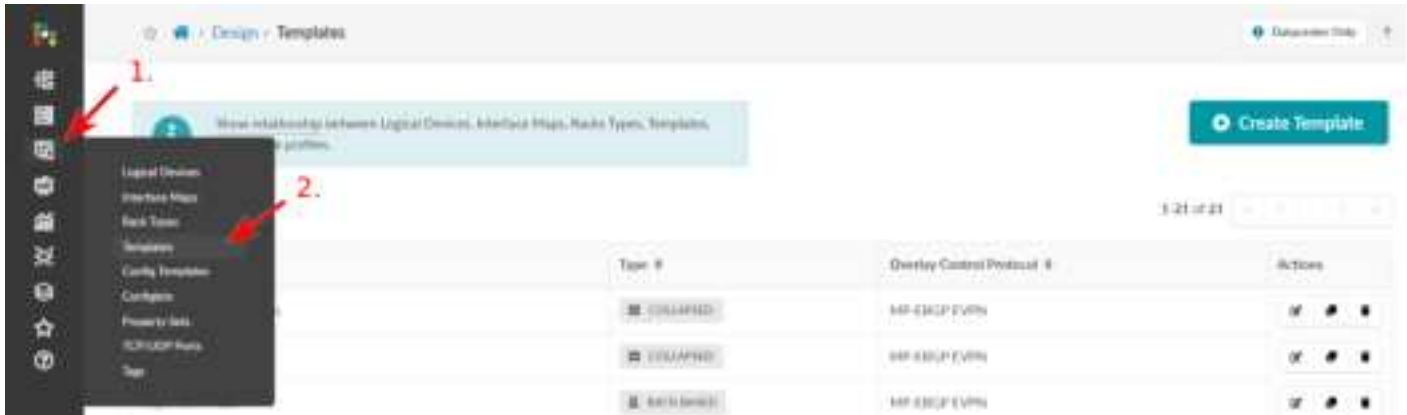 Design / Templates
Datacenter Only
1.
Show relationship between Logical Devices, Interface Maps, Racks Types, Templates,
profiles.
Create Template
Logical Devices
Interface Maps
2.
Rack Types
1-21 of 21
Templates
Config Templates
Configlets
Property Sets
TCP/UDP Ports
Tags
Type
Overlay Control Protocol
Actions
COLLAPSED
MP-EBGP EVPN
COLLAPSED
MP-EBGP EVPN
RACK BASED
MP-EBGP EVPN